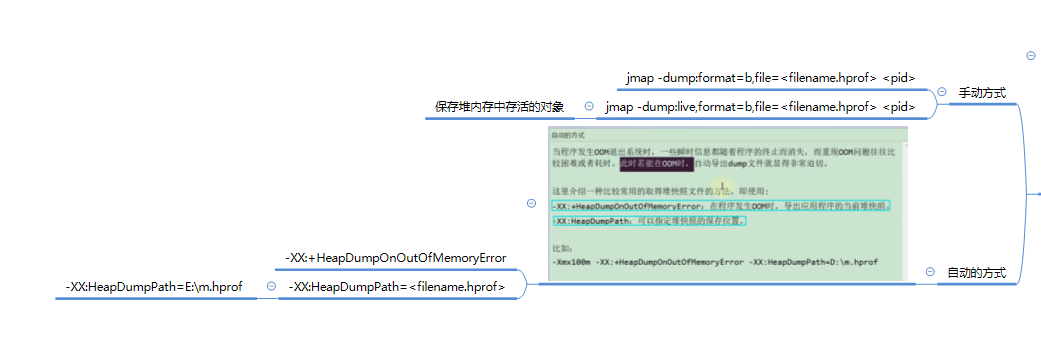 jmap -dump:format=b,file=<filename.hprof> <pid>
手动方式
保存堆内存中存活的对象
jmap -dump:live,format=b,file=<filename.hprof> <pid>
自动的方式
当程序发生OOM退出系统时，一些瞬时信息都随着程序的终止而消失，而重现OOM问题往往比
较困难或者耗时。此时若能在OOM时，自动导出dump文件就显得非常迫切。
这里介绍一种比较常用的取得堆快照文件的方法，即使用：
-XX:+HeapDumpOnOutOfMemoryError：在程序发生OOM时，导出应用程序的当前堆快照。
-XX:HeapDumpPath：可以指定堆快照的保存位置。
比如：
-Xmx100m -XX:+HeapDumpOnOutOfMemoryError -XX:HeapDumpPath=D:\m.hprof
自动的方式
-XX:+HeapDumpOnOutOfMemoryError
-XX:HeapDumpPath=E:\m.hprof
-XX:HeapDumpPath=<filename.hprof>